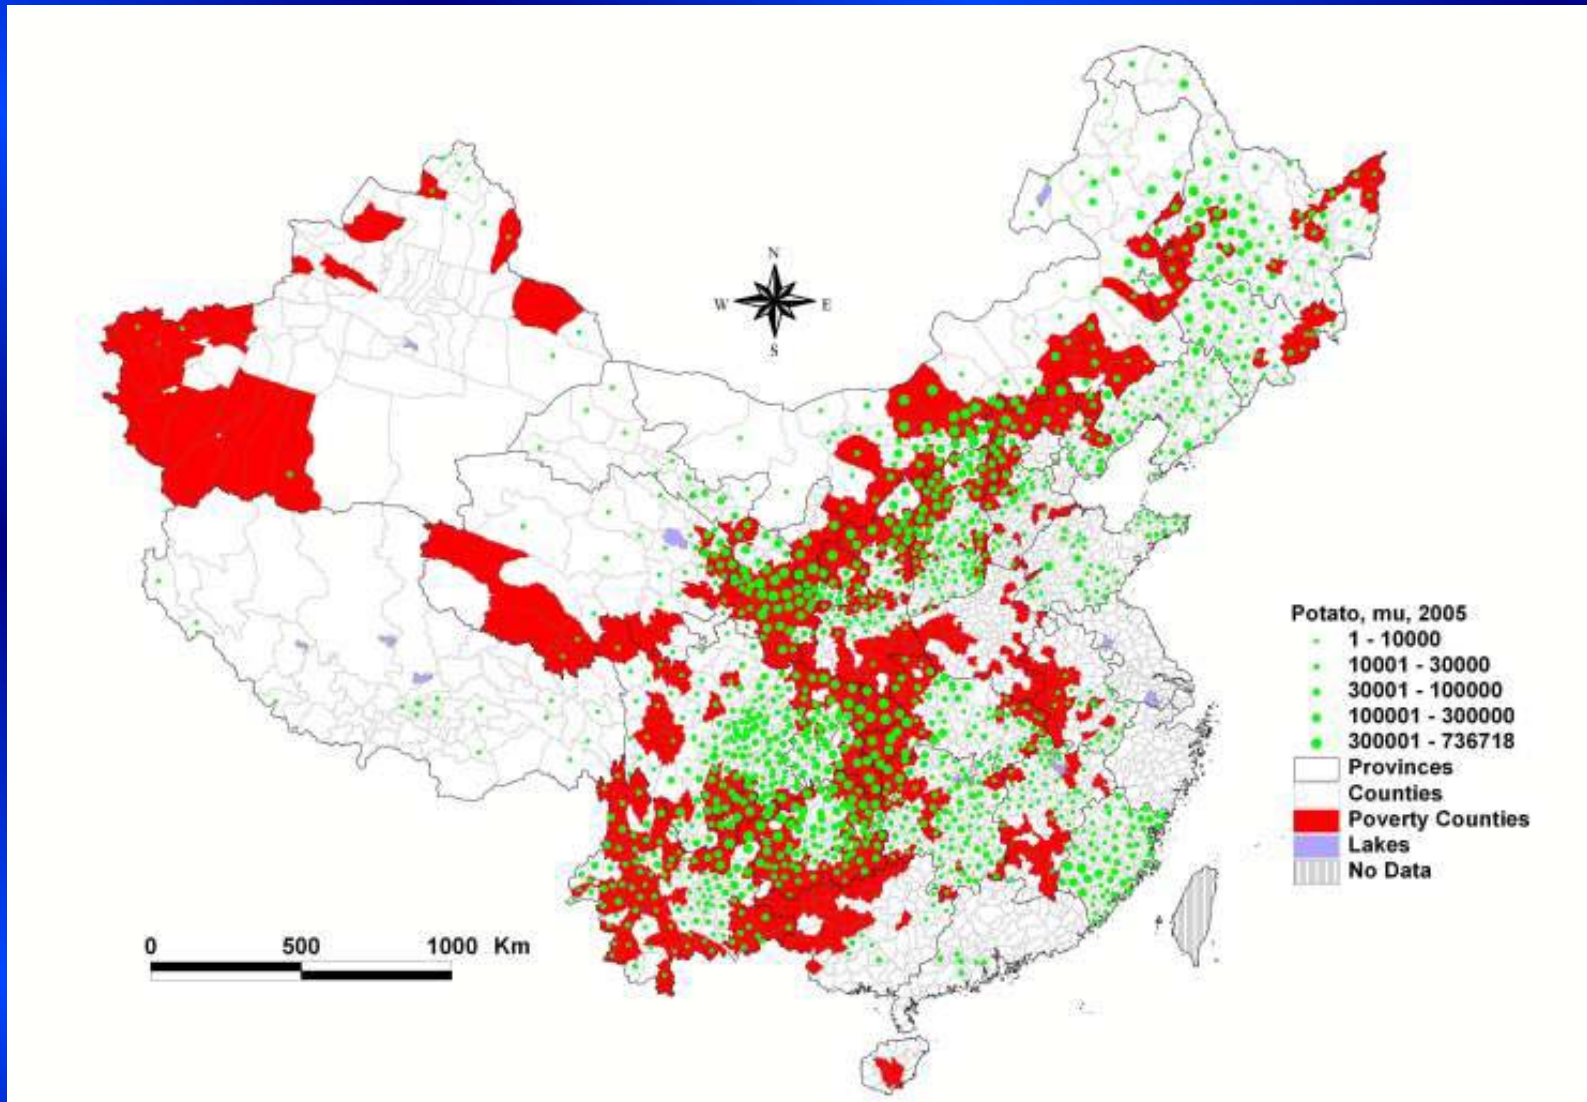 N
W E
S
Potato, mu, 2005
1 - 10000
10001 - 30000
30001 - 100000
100001 - 300000
300001 - 736718
Provinces
Counties
Poverty Counties
Lakes
No Data
0 500 1000 Km